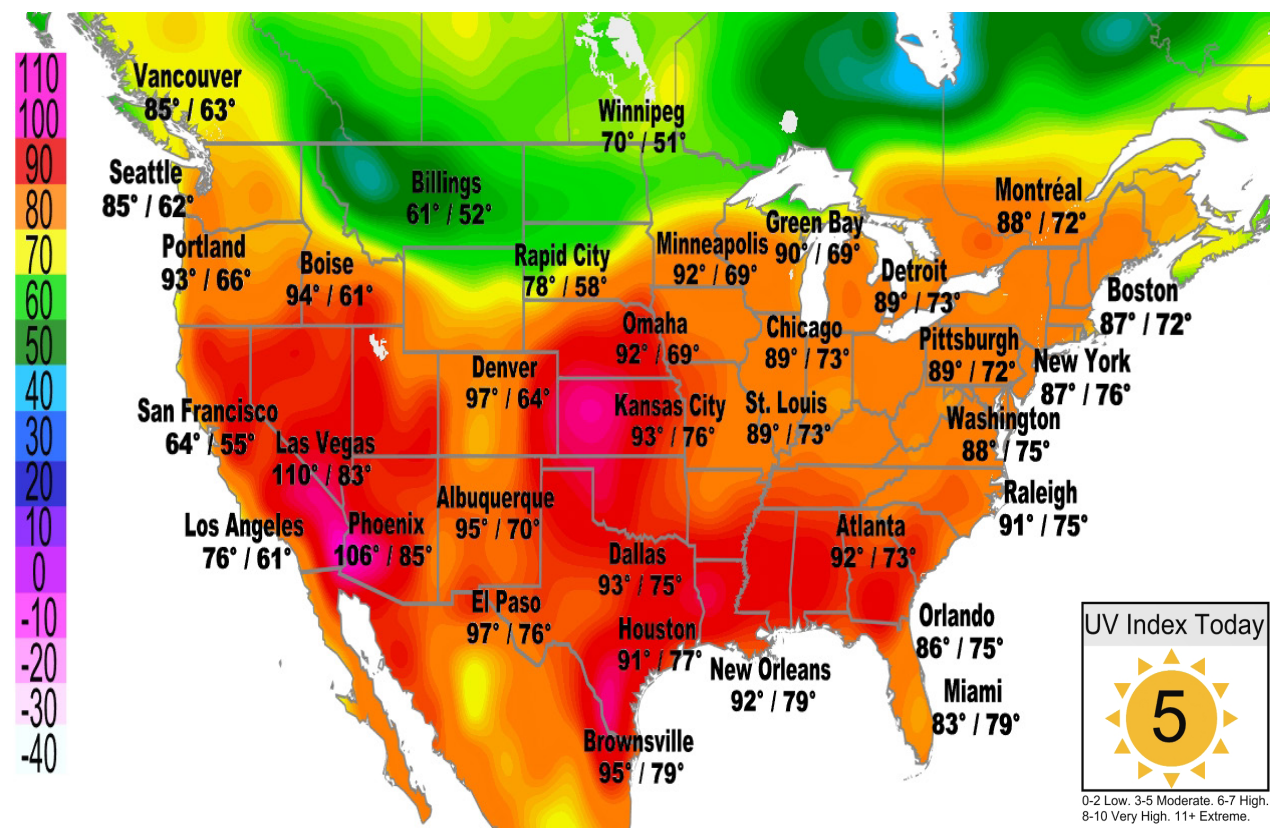 110
100
90
80
70
60
50
40
30
20
10
0
-10
-20
-30
-40
Vancouver
85° / 63°
Winnipeg
70° / 51°
Seattle
85° / 62°
Billings
61° / 52°
Montréal
88° / 72°
Portland
93° / 66°
Boise
94° / 61°
Rapid City
78° / 58°
Minneapolis
92° / 69°
Green Bay
90° / 69°
Detroit
89° / 73°
Boston
87° / 72°
Omaha
92° / 69°
Chicago
89° / 73°
Pittsburgh
89° / 72°
New York
87° / 76°
Denver
97° / 64°
San Francisco
64° / 55°
Las Vegas
110° / 83°
Kansas City
93° / 76°
St. Louis
89° / 73°
Washington
88° / 75°
Albuquerque
95° / 70°
Raleigh
91° / 75°
Los Angeles
76° / 61°
Phoenix
106° / 85°
Dallas
93° / 75°
Atlanta
92° / 73°
El Paso
97° / 76°
Houston
91° / 77°
New Orleans
92° / 79°
Orlando
86° / 75°
Miami
83° / 79°
Brownsville
95° / 79°
UV Index Today
5
0-2 Low. 3-5 Moderate. 6-7 High.
8-10 Very High. 11+ Extreme.